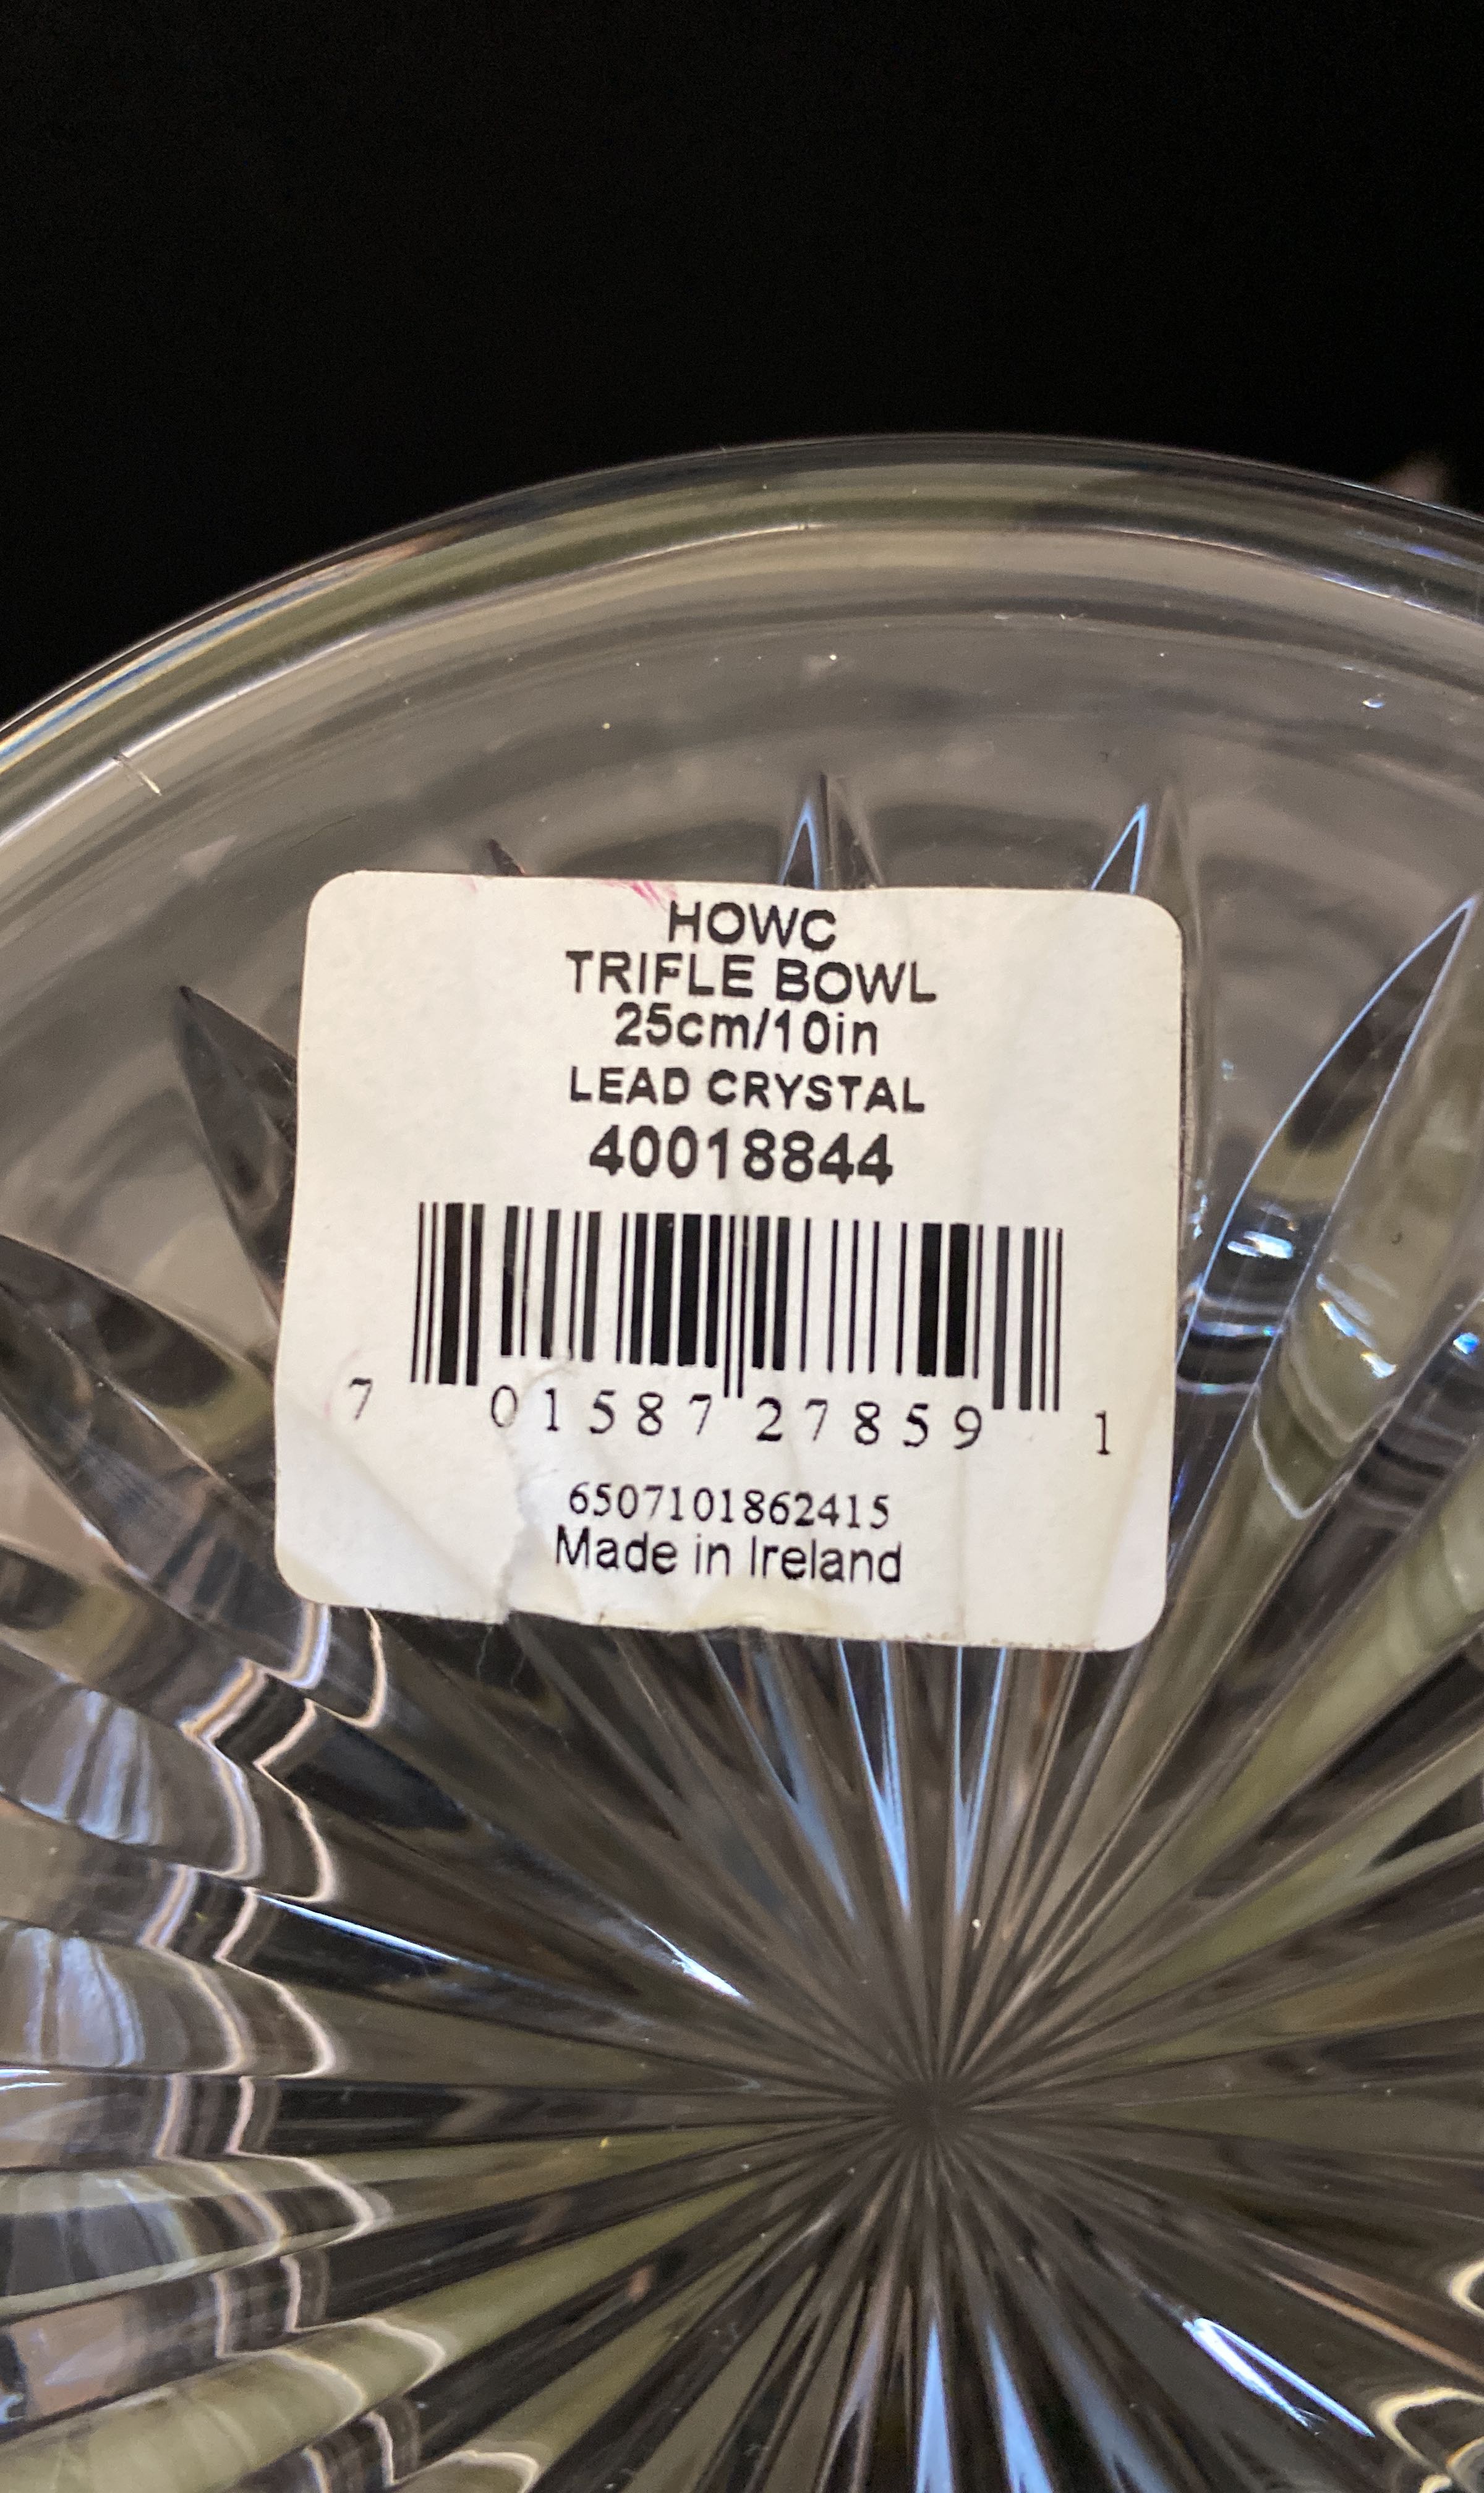 HOWC
TRIFLE BOWL
25cm/10in
LEAD CRYSTAL
40018844
7 01587 27859 1
6507101862415
Made in Ireland